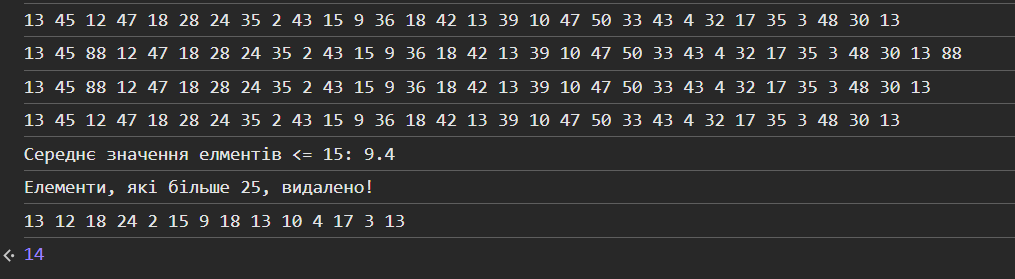 13 45 12 47 18 28 24 35 2 43 15 9 36 18 42 13 39 10 47 50 33 43 4 32 17 35 3 48 30 13
13 45 88 12 47 18 28 24 35 2 43 15 9 36 18 42 13 39 10 47 50 33 43 4 32 17 35 3 48 30 13 88
13 45 88 12 47 18 28 24 35 2 43 15 9 36 18 42 13 39 10 47 50 33 43 4 32 17 35 3 48 30 13
13 45 12 47 18 28 24 35 2 43 15 9 36 18 42 13 39 10 47 50 33 43 4 32 17 35 3 48 30 13
Середнє значення елментів <= 15: 9.4
Елементи, які більше 25, видалено!
13 12 18 24 2 15 9 18 13 10 4 17 3 13
14